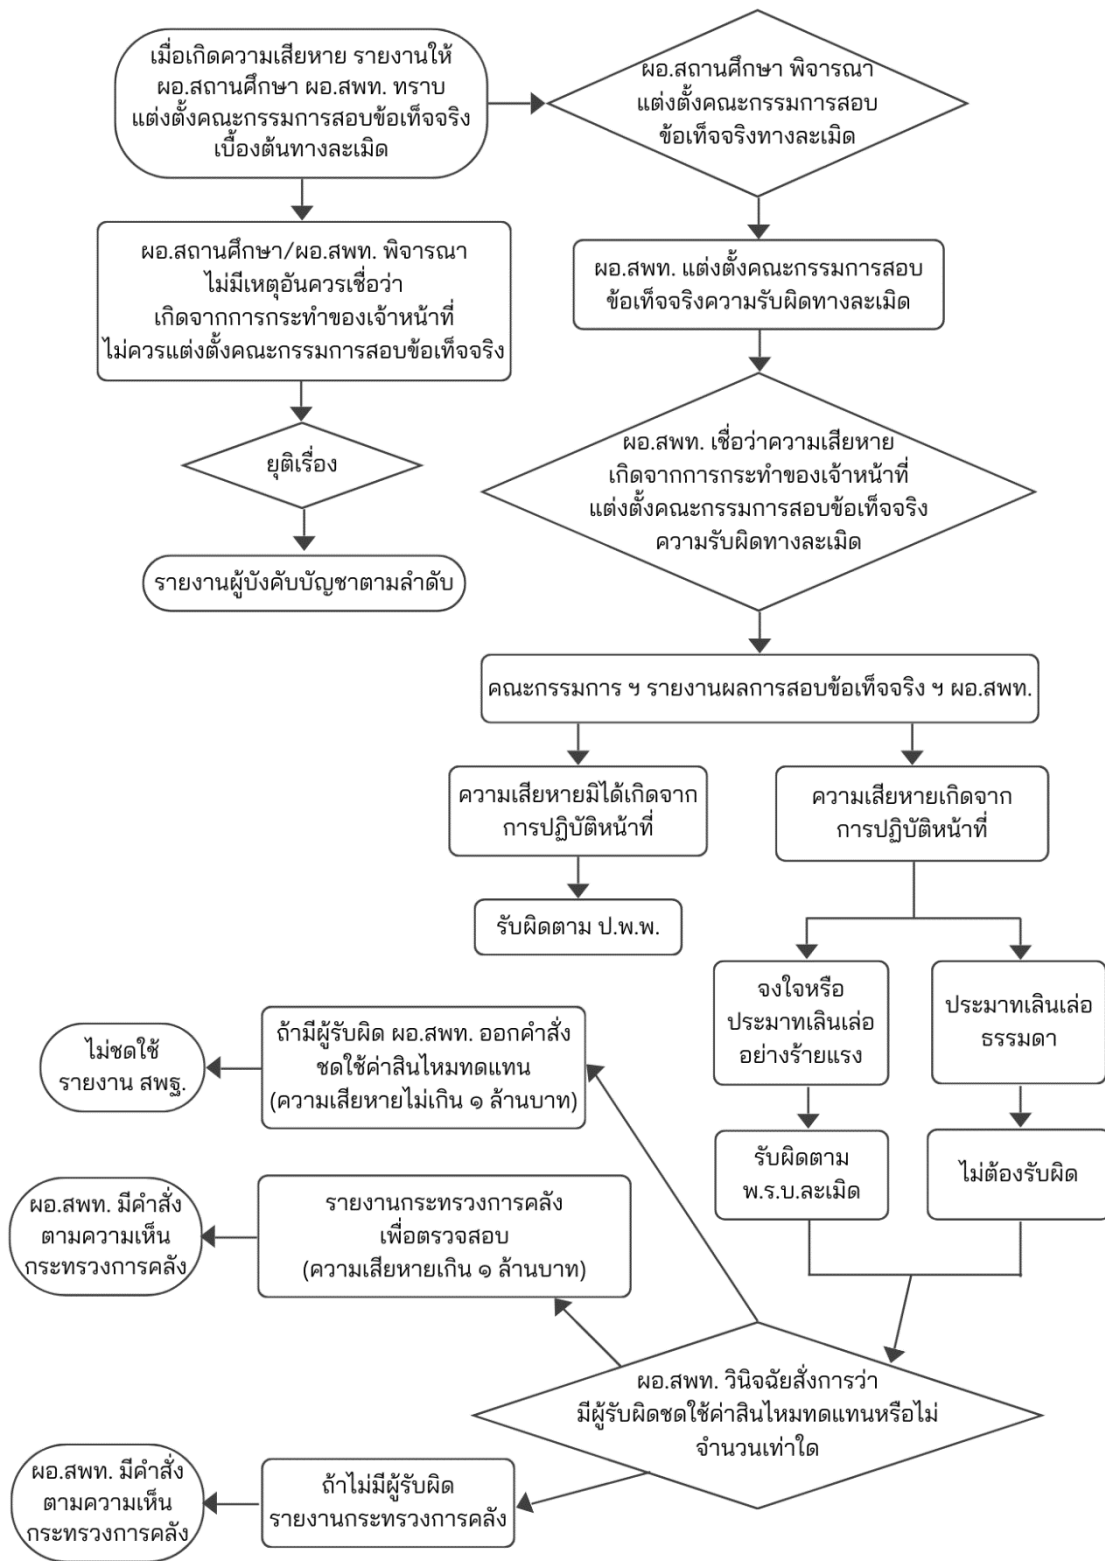 เมื่อเกิดความเสียหาย รายงานให้
ผอ.สถานศึกษา ผอ.สพท. ทราบ
แต่งตั้งคณะกรรมการสอบข้อเท็จจริง
เบื้องต้นทางละเมิด
ผอ.สถานศึกษา พิจารณา
แต่งตั้งคณะกรรมการสอบ
ข้อเท็จจริงทางละเมิด
ผอ.สถานศึกษา/ผอ.สพท. พิจารณา
ไม่มีเหตุอันควรเชื่อว่า
เกิดจากการกระทำของเจ้าหน้าที่
ไม่ควรแต่งตั้งคณะกรรมการสอบข้อเท็จจริง
ผอ.สพท. แต่งตั้งคณะกรรมการสอบ
ข้อเท็จจริงความรับผิดทางละเมิด
ยุติเรื่อง
รายงานผู้บังคับบัญชาตามลำดับ
ผอ.สพท. เชื่อว่าความเสียหาย
เกิดจากการกระทำของเจ้าหน้าที่
แต่งตั้งคณะกรรมการสอบข้อเท็จจริง
ความรับผิดทางละเมิด
คณะกรรมการ ฯ รายงานผลการสอบข้อเท็จจริง ฯ ผอ.สพท.
ความเสียหายมิได้เกิดจาก
การปฏิบัติหน้าที่
ความเสียหายเกิดจาก
การปฏิบัติหน้าที่
รับผิดตาม ป.พ.พ.
จงใจหรือ
ประมาทเลินเล่อ
อย่างร้ายแรง
ประมาทเลินเล่อ
ธรรมดา
รับผิดตาม
พ.ร.บ.ละเมิด
ไม่ต้องรับผิด
ถ้ามีผู้รับผิด ผอ.สพท. ออกคำสั่ง
ชดใช้ค่าสินไหมทดแทน
(ความเสียหายไม่เกิน ๑ ล้านบาท)
ไม่ชดใช้
รายงาน สพฐ.
รายงานกระทรวงการคลัง
เพื่อตรวจสอบ
(ความเสียหายเกิน ๑ ล้านบาท)
ผอ.สพท. มีคำสั่ง
ตามความเห็น
กระทรวงการคลัง
ผอ.สพท. วินิจฉัยสั่งการว่า
มีผู้รับผิดชดใช้ค่าสินไหมทดแทนหรือไม่
จำนวนเท่าใด
ถ้าไม่มีผู้รับผิด
รายงานกระทรวงการคลัง
ผอ.สพท. มีคำสั่ง
ตามความเห็น
กระทรวงการคลัง